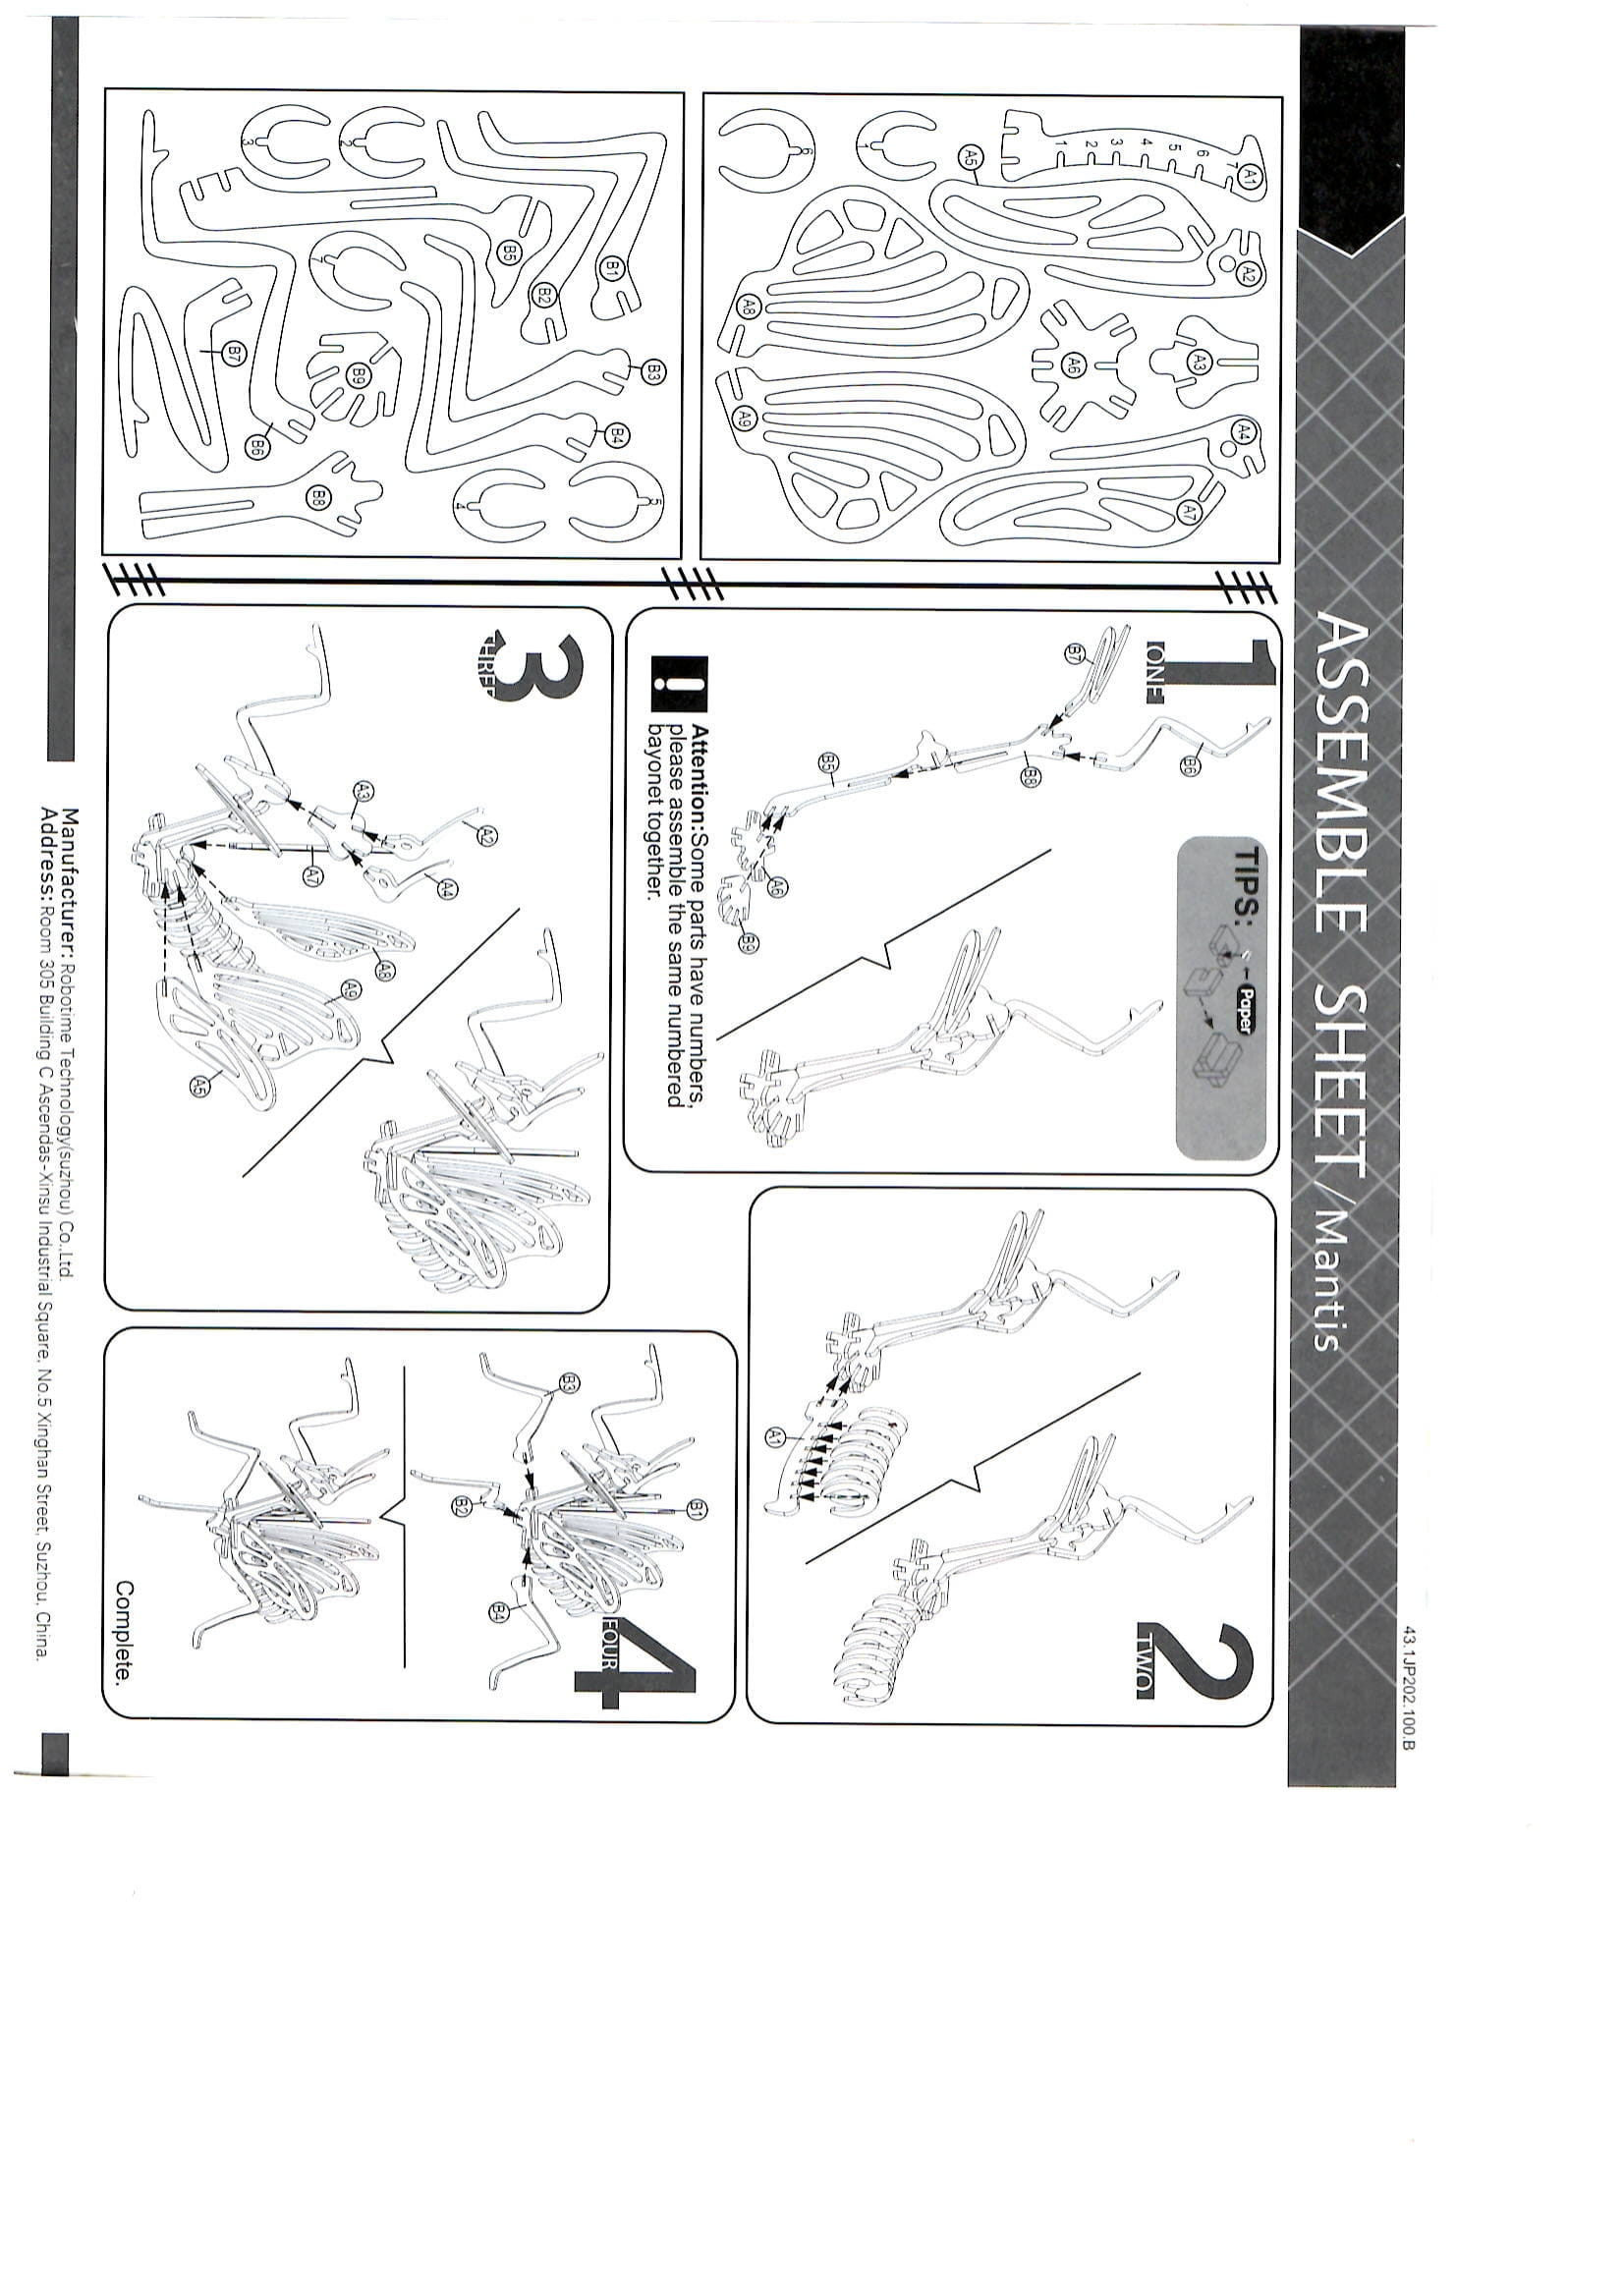 43.1JP202.100.B
ASSEMBLE SHEET/Mantis
A1
A2
A3
A4
7
6
5
4
3
2
1
A7
A6
A5
1
6
A8
A9
B1
B2
B3
B4
5
B5
4
2
7
B9
B8
3
B6
B7
1
ONE
TIPS:
Paper
B6
B7
B8
B5
A6
B9
Attention:Some parts have numbers,
please assemble the same numbered
bayonet together.
2
TWO
A1
3
THREE
A2
A4
A3
A8
A9
A7
A5
4
FOUR
B1
B3
B4
B2
Complete.
Manufacturer: Robotime Technology(suzhou) Co.,Ltd.
Address: Room 305 Building C Ascendas-Xinsu Industrial Square, No.5 Xinghan Street, Suzhou, China.